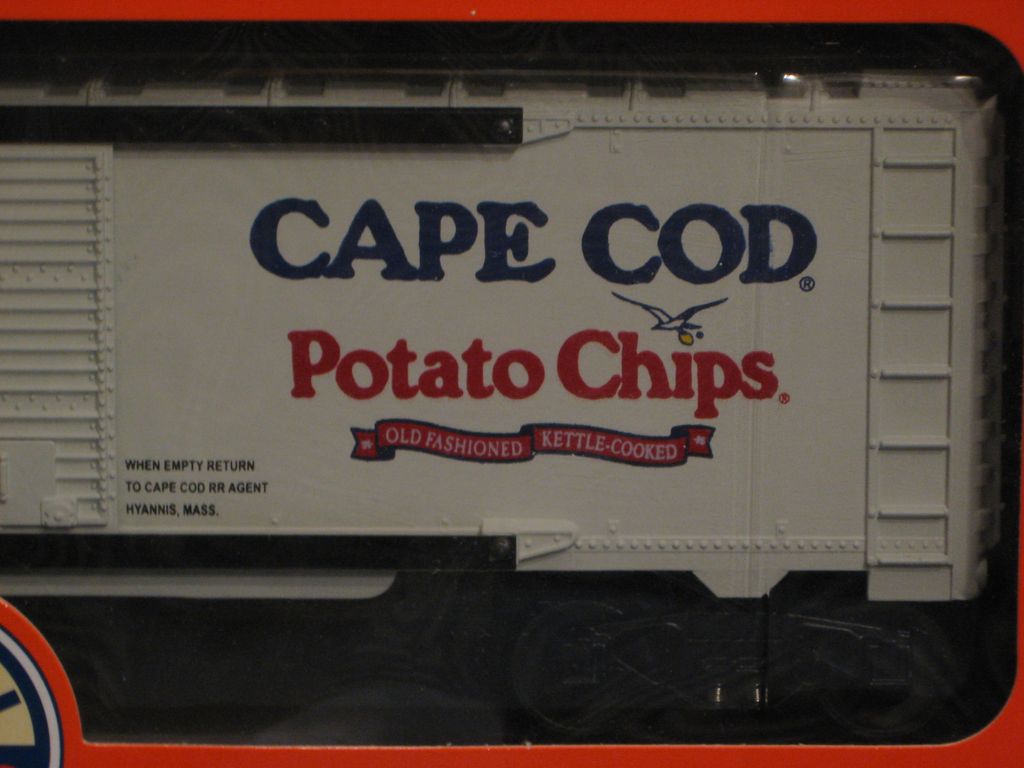 CAPE COD®
Potato Chips®
OLD FASHIONED KETTLE-COOKED
WHEN EMPTY RETURN
TO CAPE COD RR AGENT
HYANNIS, MASS.